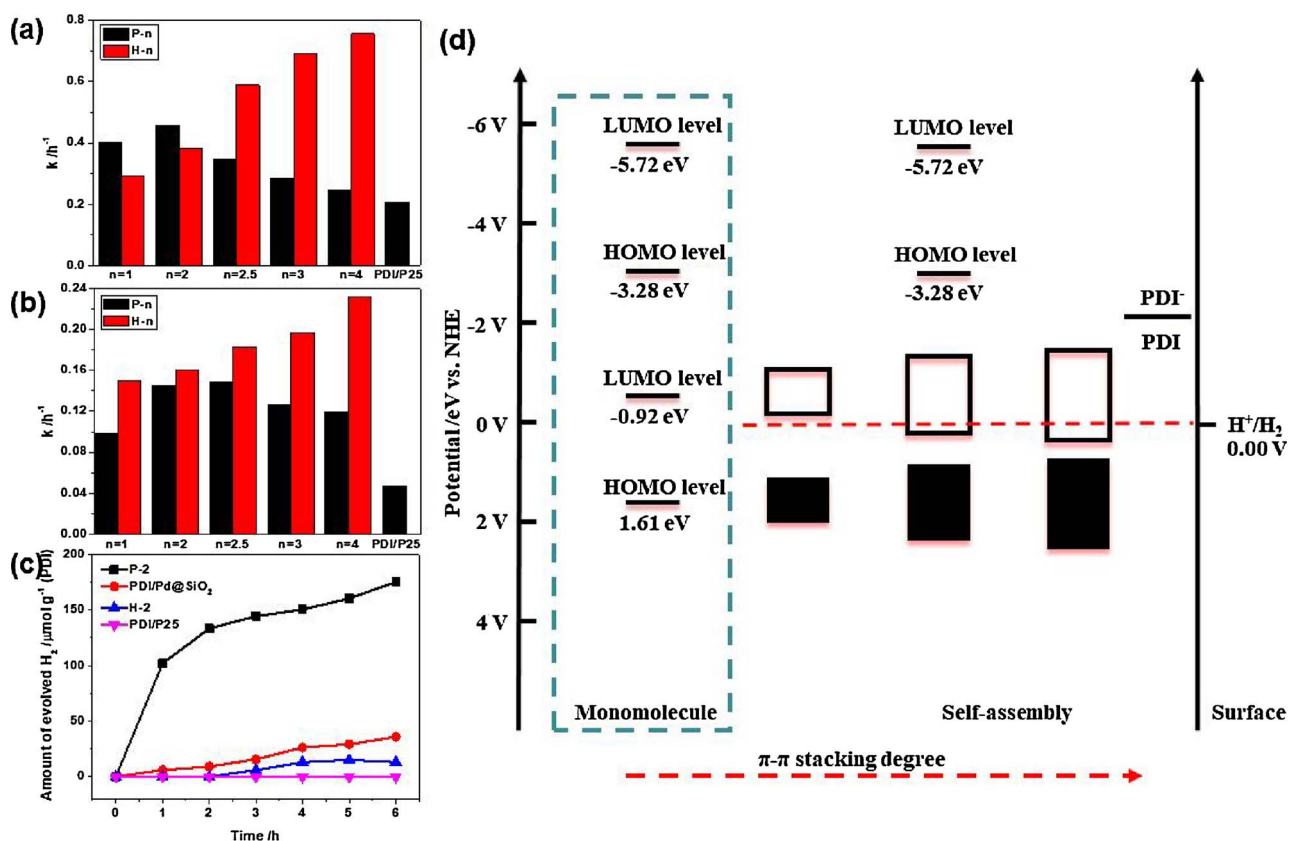 (a)
0.8
0.6
0.4
0.2
0.0
k /h⁻¹
P-n
H-n
n=1 n=2 n=2.5 n=3 n=4 PDI/P25
(b)
0.24
0.20
0.16
0.12
0.08
0.04
0.00
k /h⁻¹
P-n
H-n
n=1 n=2 n=2.5 n=3 n=4 PDI/P25
(c)
200
150
100
50
0
Amount of evolved H₂ /μmol g⁻¹ (PDI)
P-2
PDI/Pd@SiO₂
H-2
PDI/P25
0 1 2 3 4 5 6
Time /h
(d)
Potential /eV vs. NHE
-6 V
-4 V
-2 V
0 V
2 V
4 V
LUMO level
-5.72 eV
HOMO level
-3.28 eV
LUMO level
-0.92 eV
HOMO level
1.61 eV
Monomolecule
LUMO level
-5.72 eV
HOMO level
-3.28 eV
Self-assembly
PDI⁻
PDI
H⁺/H₂
0.00 V
Surface
π-π stacking degree